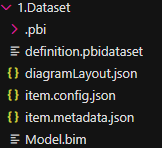 1.Dataset
.pbi
definition.pbidataset
{} diagramLayout.json
{} item.config.json
{} item.metadata.json
Model.bim